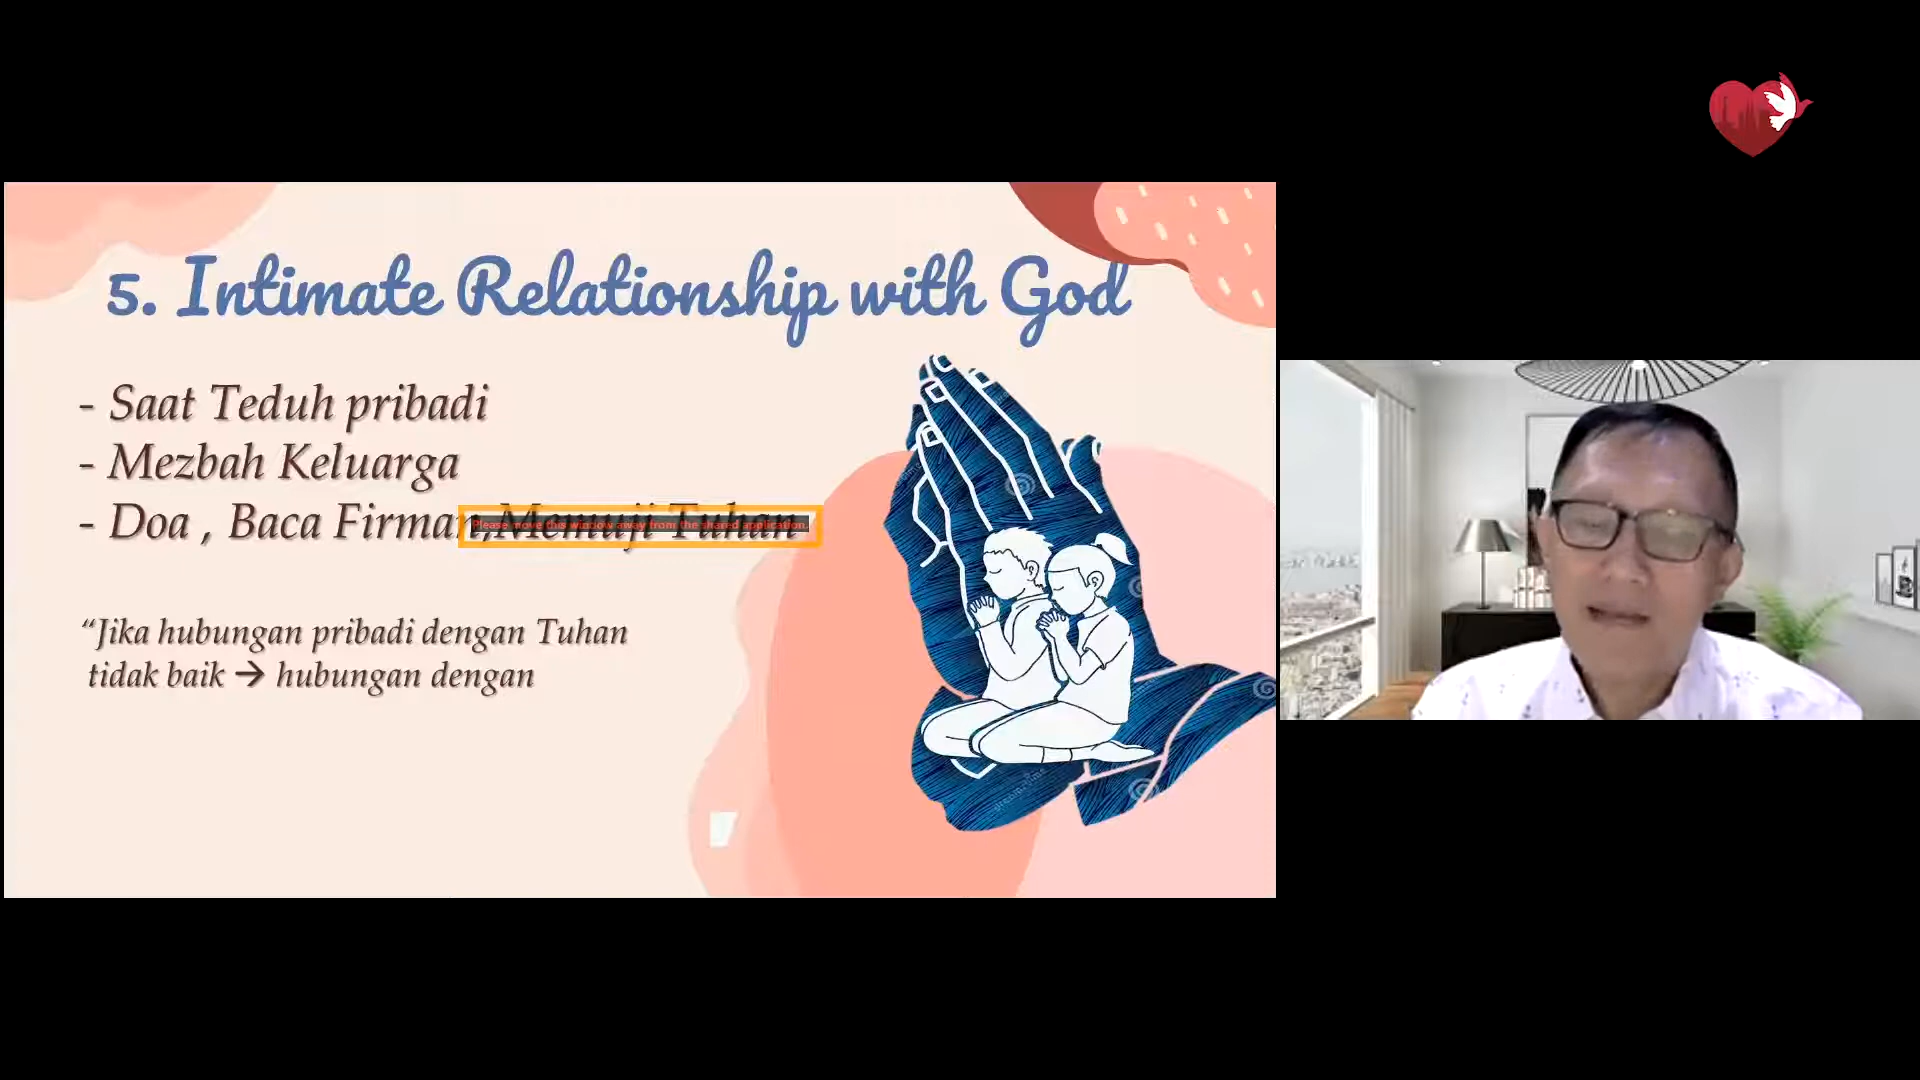 5. Intimate Relationship with God
- Saat Teduh pribadi
- Mezbah Keluarga
- Doa , Baca Firman,Memuji Tuhan
Please move this window away from the shared application.
“Jika hubungan pribadi dengan Tuhan
tidak baik → hubungan dengan